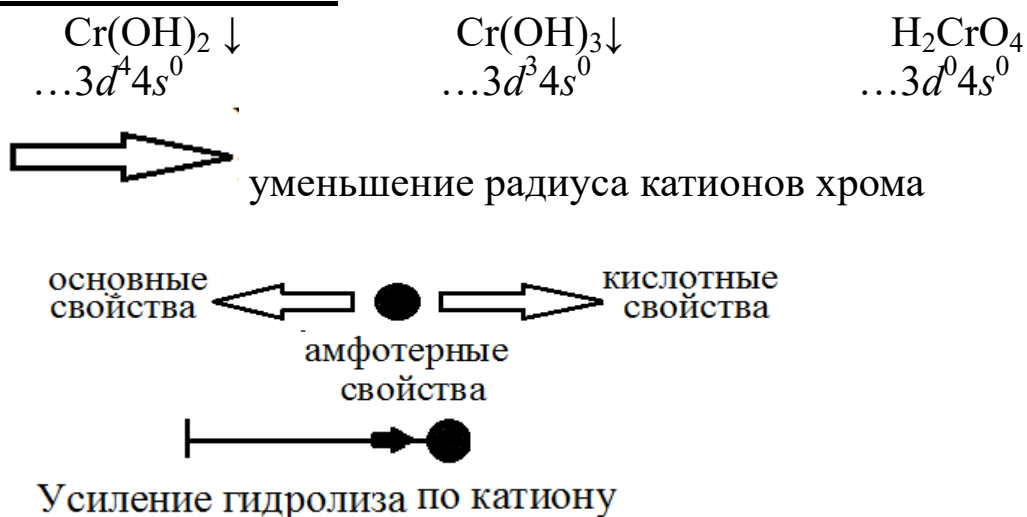 Cr(OH)₂ ↓ Cr(OH)₃↓ H₂CrO₄
…3d⁴4s⁰ …3d³4s⁰ …3d⁰4s⁰
уменьшение радиуса катионов хрома
основные свойства
кислотные свойства
амфотерные
свойства
Усиление гидролиза по катиону